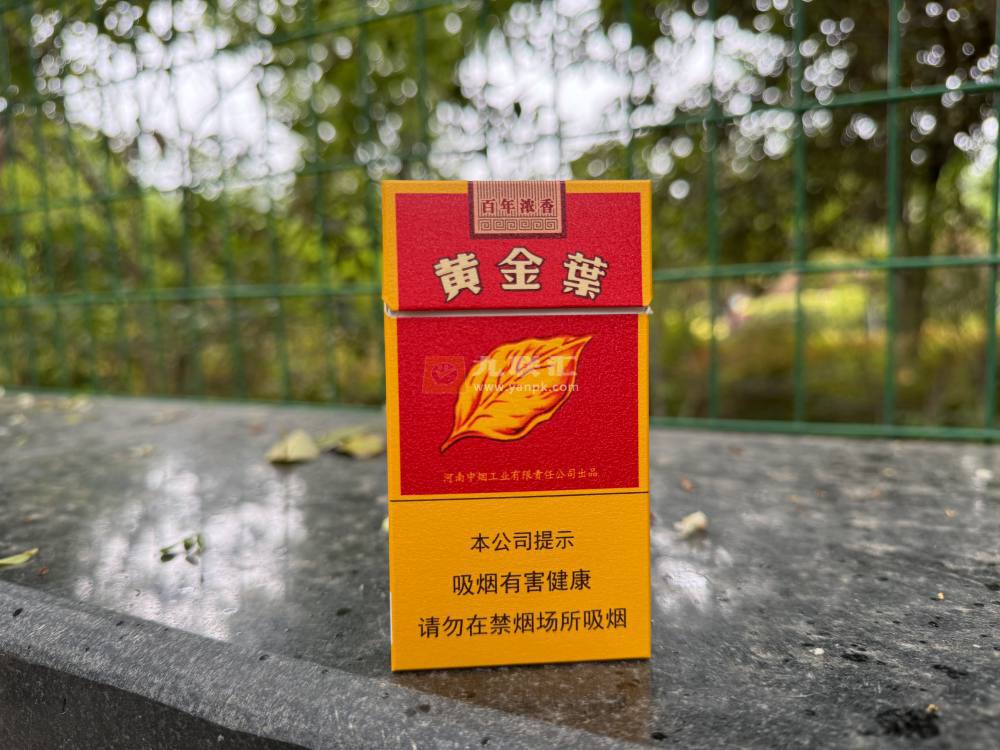 百年浓香
黄金葉
九侯汇
www.yanpk.com
河南中烟工业有限责任公司出品
本公司提示
吸烟有害健康
请勿在禁烟场所吸烟